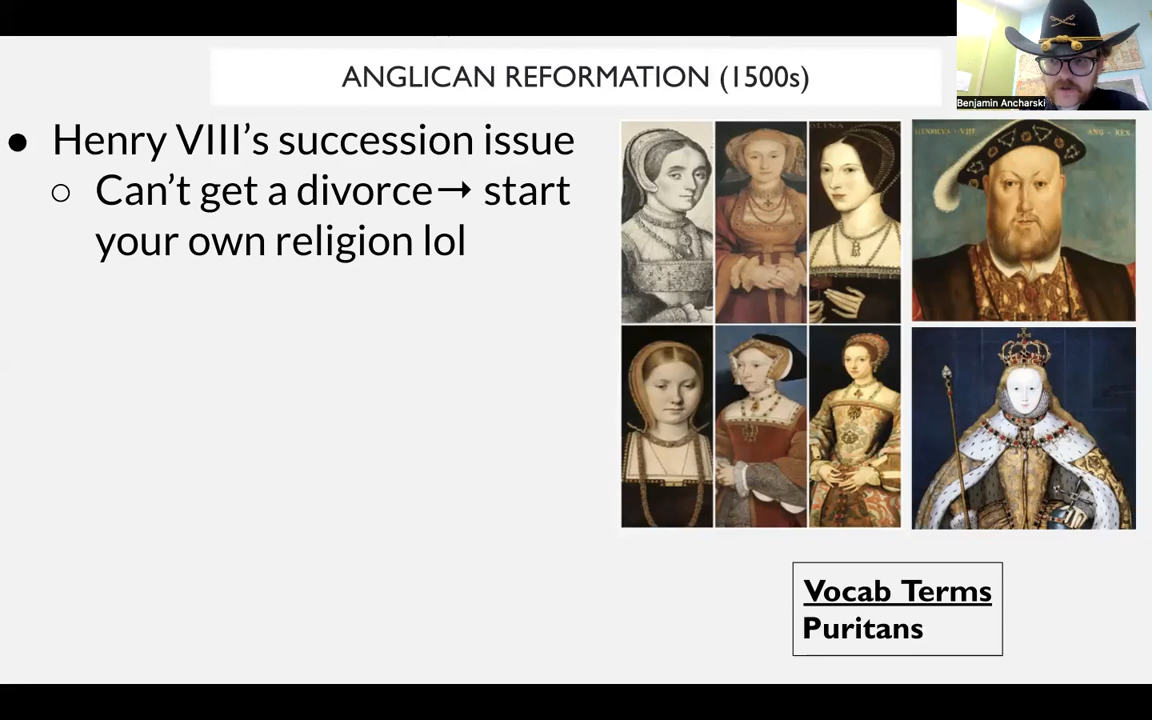 ANGLICAN REFORMATION (1500s)
Benjamin Ancharski
● Henry VIII’s succession issue
○ Can’t get a divorce→ start
your own religion lol
HENRICVS VIII ANG REX
Vocab Terms
Puritans